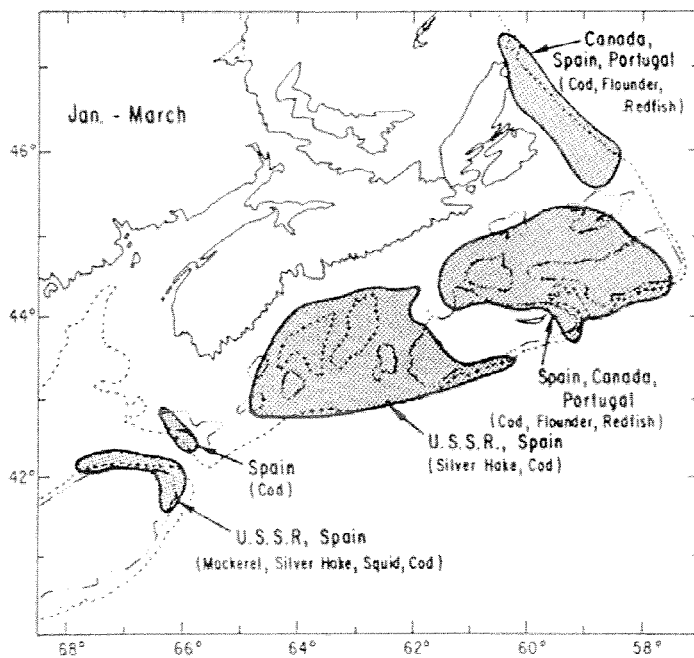 Canada,
Spain, Portugal
(Cod, Flounder,
Redfish)
Jan. - March
46°
44°
Spain, Canada,
Portugal
(Cod, Flounder, Redfish)
U.S.S.R., Spain
(Silver Hake, Cod)
Spain
(Cod)
42°
U.S.S.R., Spain
(Mackerel, Silver Hake, Squid, Cod)
68° 66° 64° 62° 60° 58°